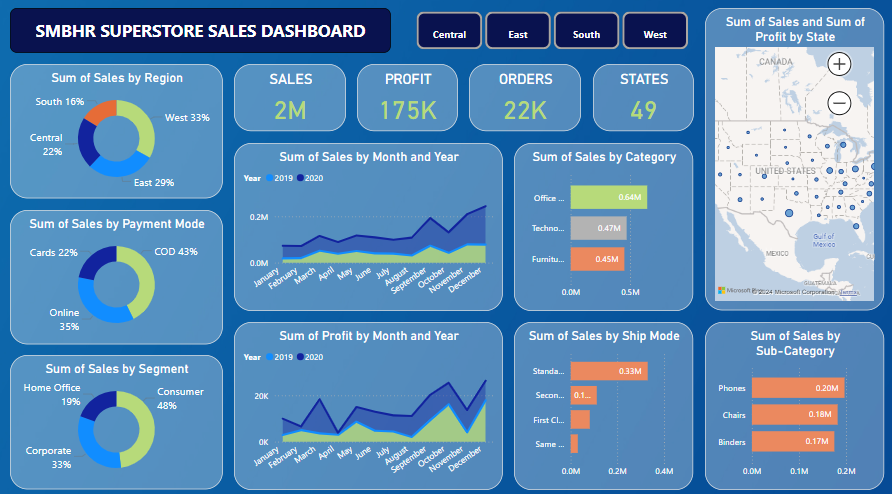 SMBHR SUPERSTORE SALES DASHBOARD
Central
East
South
West
Sum of Sales and Sum of
Profit by State
CANADA
UNITED STATES
Gulf of
Mexico
MEXICO
GUATEMALA
Microsoft
© 2024 Microsoft Corporation Terms
Sum of Sales by Region
South 16%
West 33%
Central
22%
East 29%
SALES
2M
PROFIT
175K
ORDERS
22K
STATES
49
Sum of Sales by Payment Mode
Cards 22%
COD 43%
Online
35%
Sum of Sales by Month and Year
Year 2019 2020
0.2M
0.0M
January
February
March
April
May
June
July
August
September
October
November
December
Sum of Sales by Category
Office ...
0.64M
Techno...
0.47M
Furnitu...
0.45M
0.0M
0.5M
Sum of Sales by Segment
Home Office
19%
Consumer
48%
Corporate
33%
Sum of Profit by Month and Year
Year 2019 2020
20K
0K
January
February
March
April
May
June
July
August
September
October
November
December
Sum of Sales by Ship Mode
Standa...
0.33M
Secon...
0.1...
First Cl...
Same ...
0.0M
0.2M
0.4M
Sum of Sales by
Sub-Category
Phones
0.20M
Chairs
0.18M
Binders
0.17M
0.0M
0.1M
0.2M